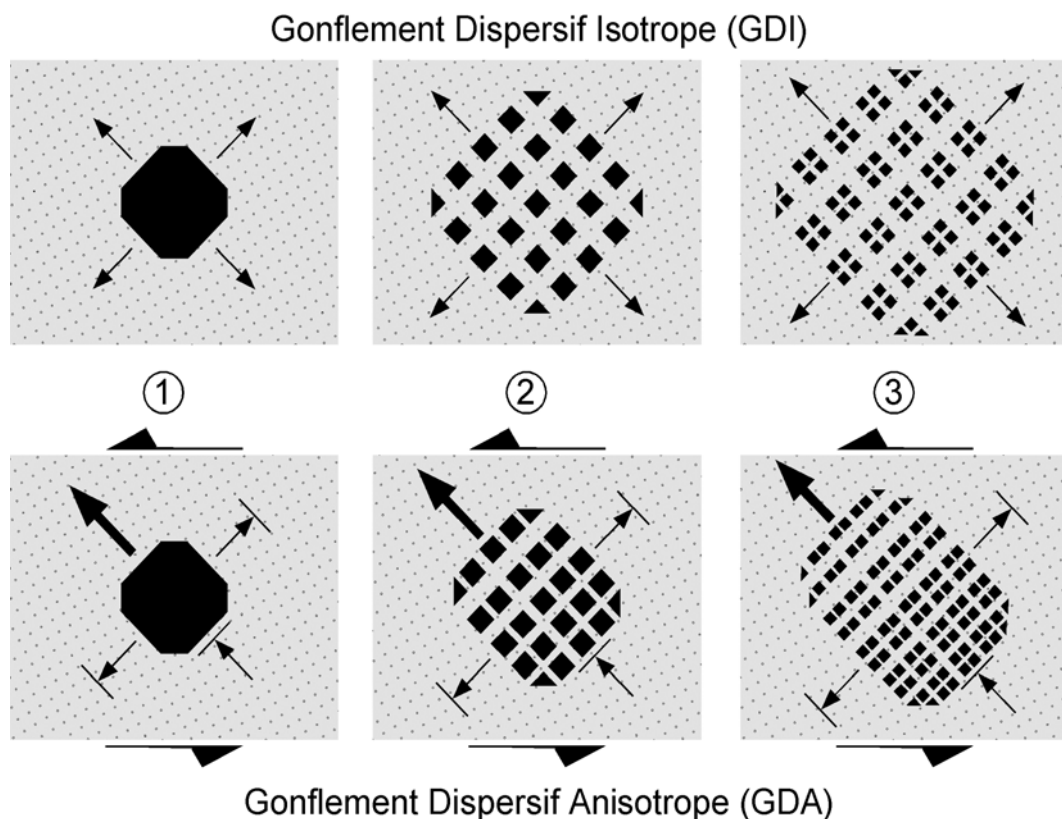 Gonflement Dispersif Isotrope (GDI)
1 2 3
Gonflement Dispersif Anisotrope (GDA)